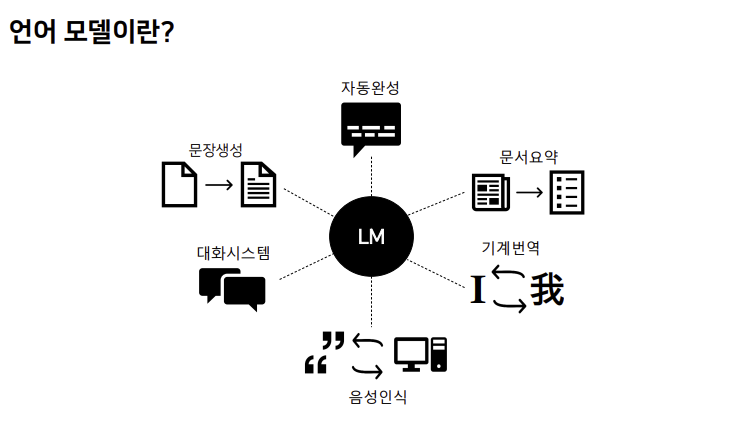 언어 모델이란?
자동완성
문장생성
문서요약
LM
대화시스템
기계번역
I 我
음성인식